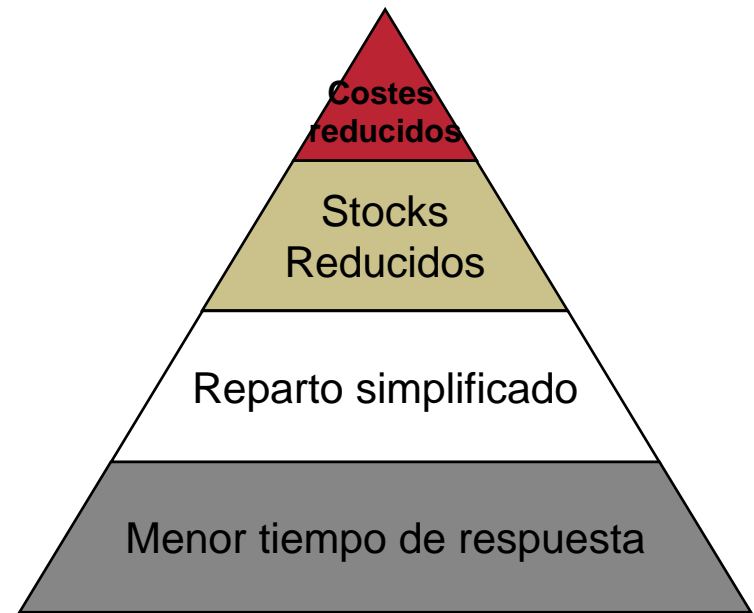 Costes
reducidos
Stocks
Reducidos
Reparto simplificado
Menor tiempo de respuesta